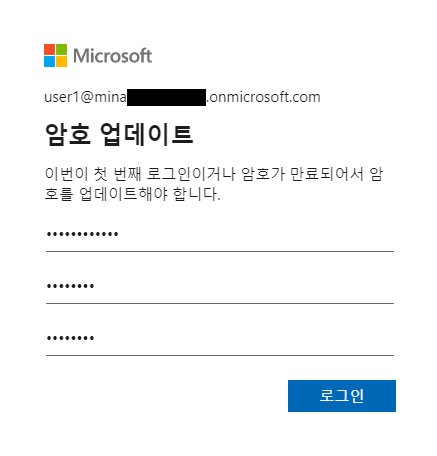 Microsoft
user1@mina .onmicrosoft.com
암호 업데이트
이번이 첫 번째 로그인이거나 암호가 만료되어서 암
호를 업데이트해야 합니다.
••••••••••••
••••••••
••••••••
로그인